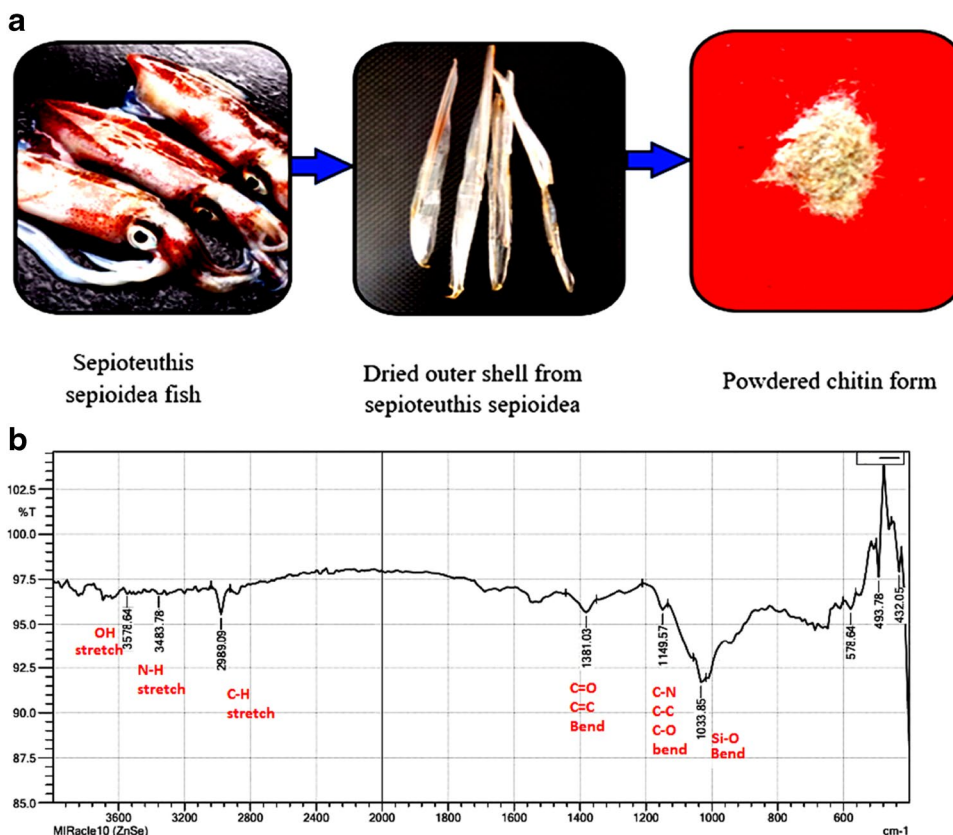 a
Sepioteuthis
sepioidea fish
Dried outer shell from
sepioteuthis sepioidea
Powdered chitin form
b
102.5
%T
100.0
97.5
95.0
92.5
90.0
87.5
85.0
OH
stretch
3578.64
3483.78
N-H
stretch
2989.09
C-H
stretch
1381.03
C=O
C=C
Bend
1149.57
C-N
C-C
C-O
bend
1033.85
Si-O
Bend
578.64
493.78
432.05
3600
3200
2800
2400
2000
1800
1600
1400
1200
1000
800
600
MIRacle10 (ZnSe)
cm-1